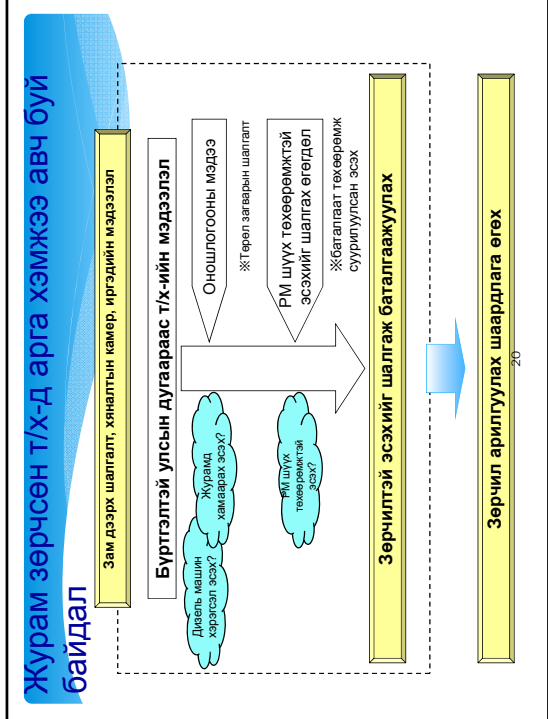 Журам зөрчсөн т/х-д арга хэмжээ авч буй
байдал
Зам дээрх шалгалт, хяналтын камер, иргэдийн мэдээлэл
Бүртгэлтэй улсын дугаараас т/х-ийн мэдээлэл
Дизель машин
хэрэгсэл эсэх?
Журамд
хамаарах эсэх?
Оношлогооны мэдээ
※Төрөл загварын шалгалт
РМ шүүх
төхөөрөмжтэй
эсэх?
РМ шүүх төхөөрөмжтэй
эсэхийг шалгах өгөгдөл
※баталгаат төхөөрөмж
суурилуулсан эсэх
Зөрчилтэй эсэхийг шалгаж баталгаажуулах
Зөрчил арилгуулах шаардлага өгөх
20